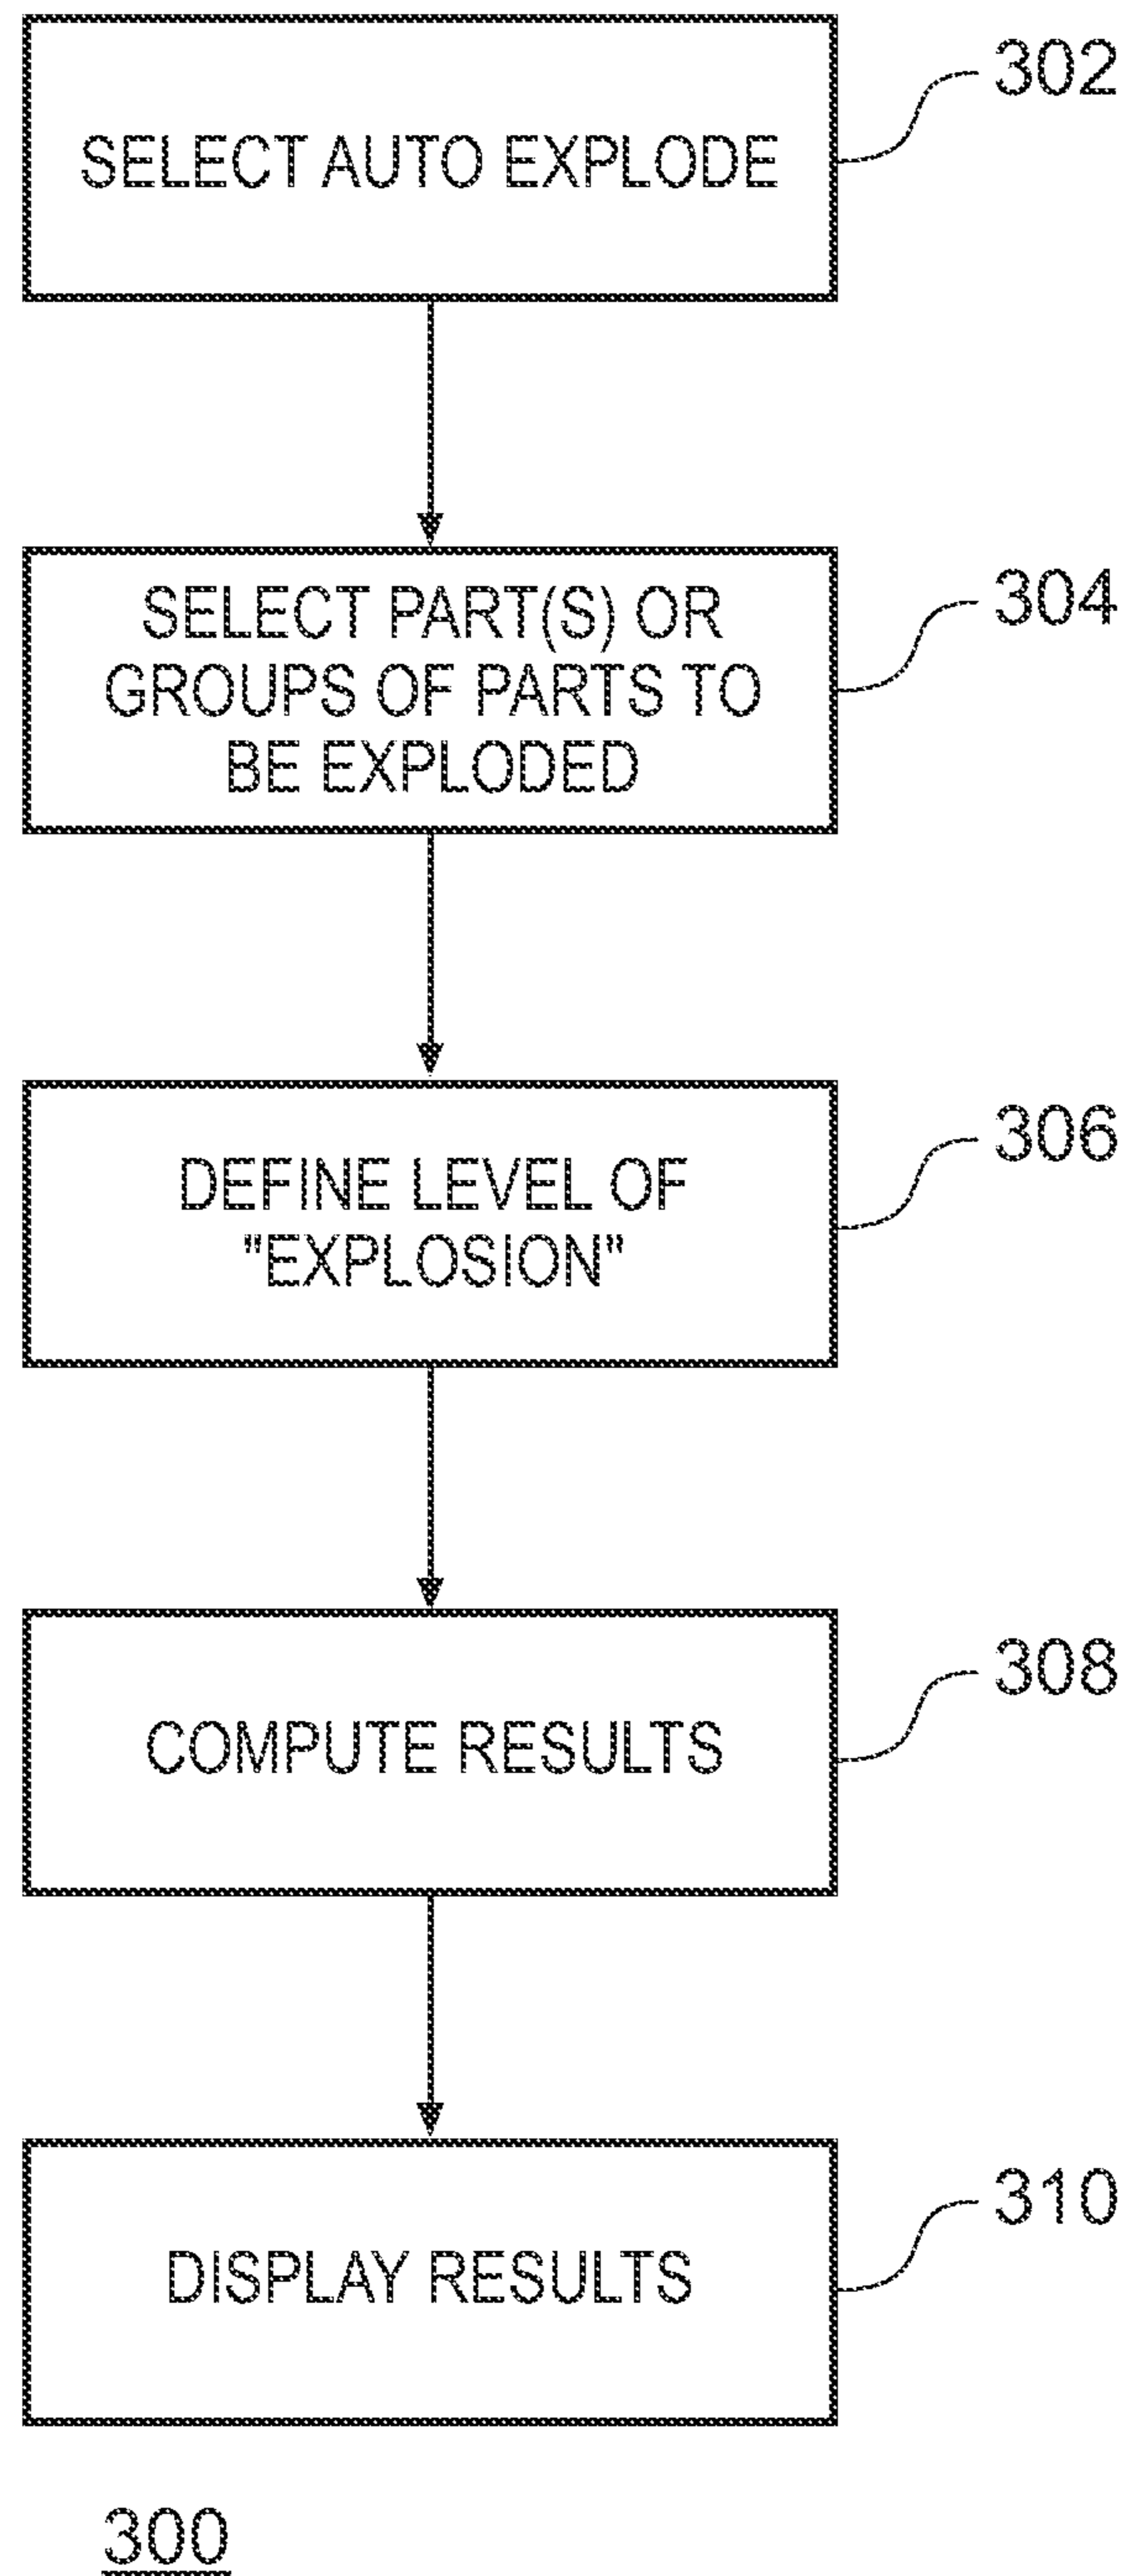 SELECT AUTO EXPLODE
302
SELECT PART(S) OR
GROUPS OF PARTS TO
BE EXPLODED
304
DEFINE LEVEL OF
"EXPLOSION"
306
COMPUTE RESULTS
308
DISPLAY RESULTS
310
300